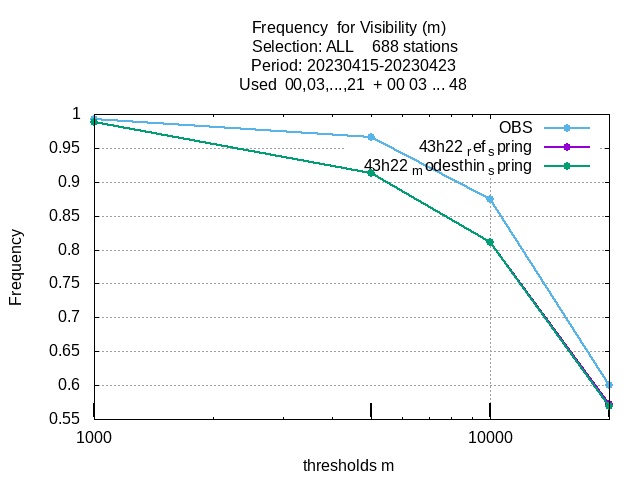 Frequency  for Visibility (m)
Selection: ALL    688 stations
Period: 20230415-20230423
Used  00,03,...,21  + 00 03 ... 48
OBS
43h22 ref spring
43h22 modesthin spring
1
0.95
0.9
0.85
0.8
0.75
0.7
0.65
0.6
0.55
Frequency
1000
10000
thresholds m